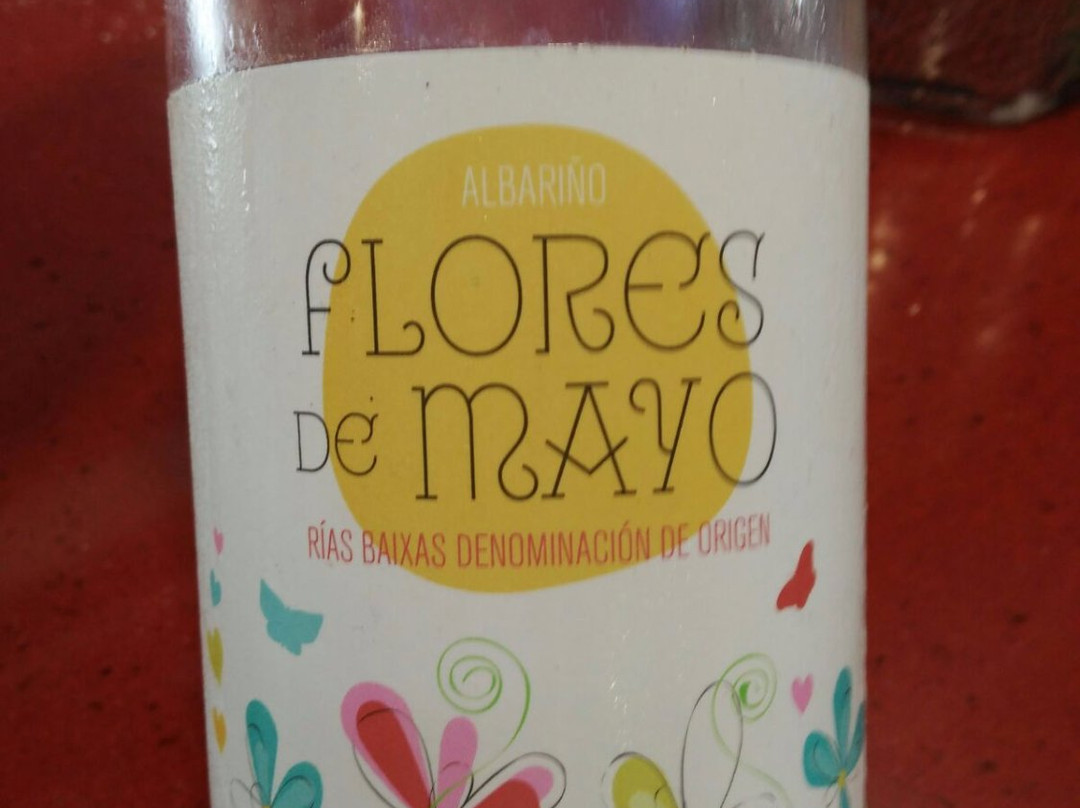 ALBARIÑO
FLORES
DE MAYO
RÍAS BAIXAS DENOMINACIÓN DE ORIGEN